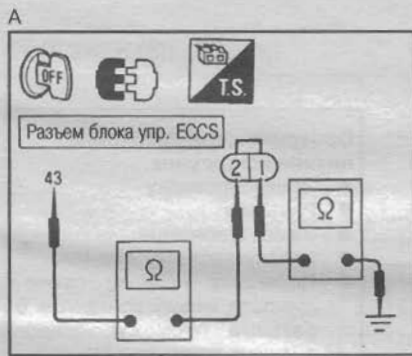 A
OFF
T.S.
Разъем блока упр. ECCS
43
2 1
Ω
Ω